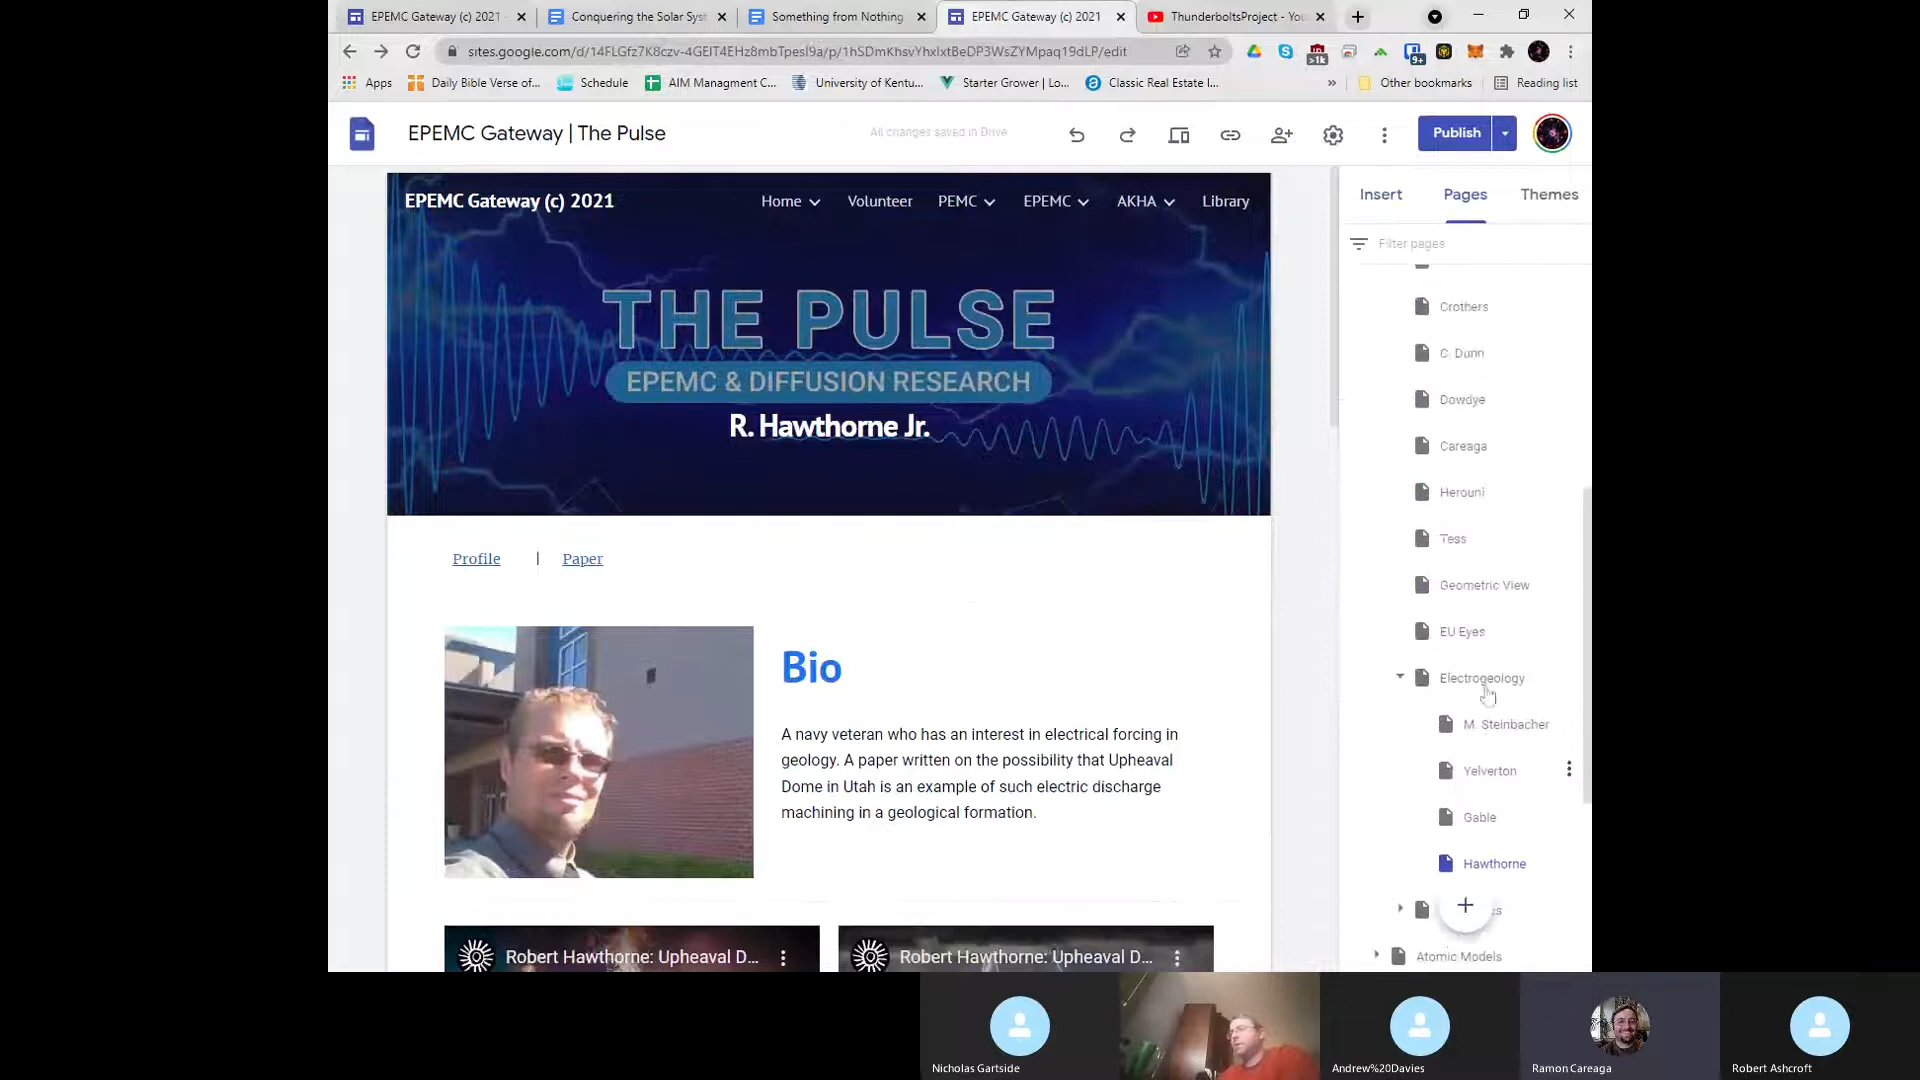 EPEMC Gateway (c) 2021 -
Conquering the Solar Syst
Something from Nothing
EPEMC Gateway (c) 2021
ThunderboltsProject - You
sites.google.com/d/14FLGfz7K8czv-4GEIT4EHz8mbTpesl9a/p/1hSDmKhsvYhxlxtBeDP3WsZYMpaq19dLP/edit
>1k
9+
Apps
Daily Bible Verse of...
Schedule
AIM Managment C...
University of Kentu...
Starter Grower | Lo...
Classic Real Estate I...
»
Other bookmarks
Reading list
EPEMC Gateway | The Pulse
All changes saved in Drive
Publish
EPEMC Gateway (c) 2021
Home
Volunteer
PEMC
EPEMC
AKHA
Library
THE PULSE
EPEMC & DIFFUSION RESEARCH
R. Hawthorne Jr.
Profile | Paper
Bio
A navy veteran who has an interest in electrical forcing in
geology. A paper written on the possibility that Upheaval
Dome in Utah is an example of such electric discharge
machining in a geological formation.
Robert Hawthorne: Upheaval D...
Robert Hawthorne: Upheaval D...
Insert
Pages
Themes
Filter pages
Crothers
C. Dunn
Dowdye
Careaga
Herouni
Tess
Geometric View
EU Eyes
Electrogeology
M. Steinbacher
Yelverton
Gable
Hawthorne
Atomic Models
Nicholas Gartside
Andrew%20Davies
Ramon Careaga
Robert Ashcroft